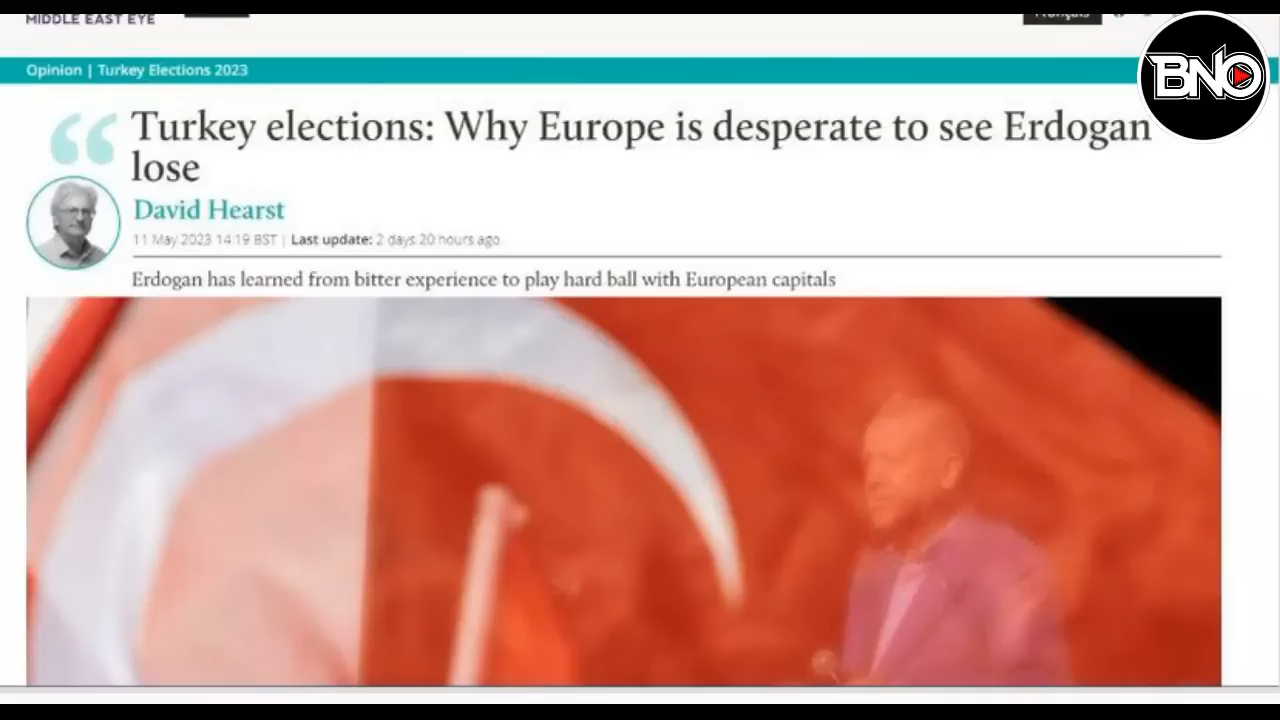 MIDDLE EAST EYE
Français
BNO
Opinion | Turkey Elections 2023
Turkey elections: Why Europe is desperate to see Erdogan
lose
David Hearst
11 May 2023 14:19 BST | Last update: 2 days 20 hours ago
Erdogan has learned from bitter experience to play hard ball with European capitals